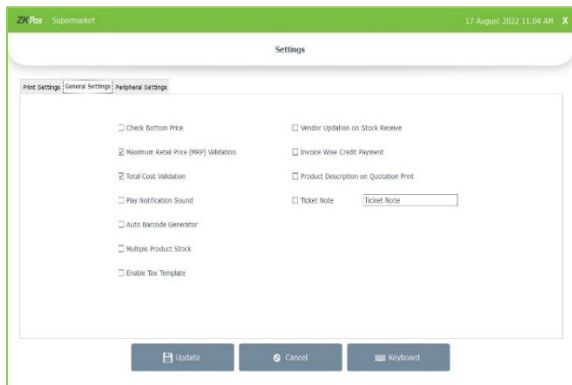 ZKPos Supermarket 17 August 2022 11:04 AM X
Settings
Print Settings General Settings Peripheral Settings
Check Bottom Price
Maximum Retail Price (MRP) Validation
Total Cost Validation
Play Notification Sound
Auto Barcode Generator
Multiple Product Stock
Enable Tax Template
Vendor Updation on Stock Receive
Invoice Wise Credit Payment
Product Description on Quotation Print
Ticket Note Ticket Note
Update Cancel Keyboard